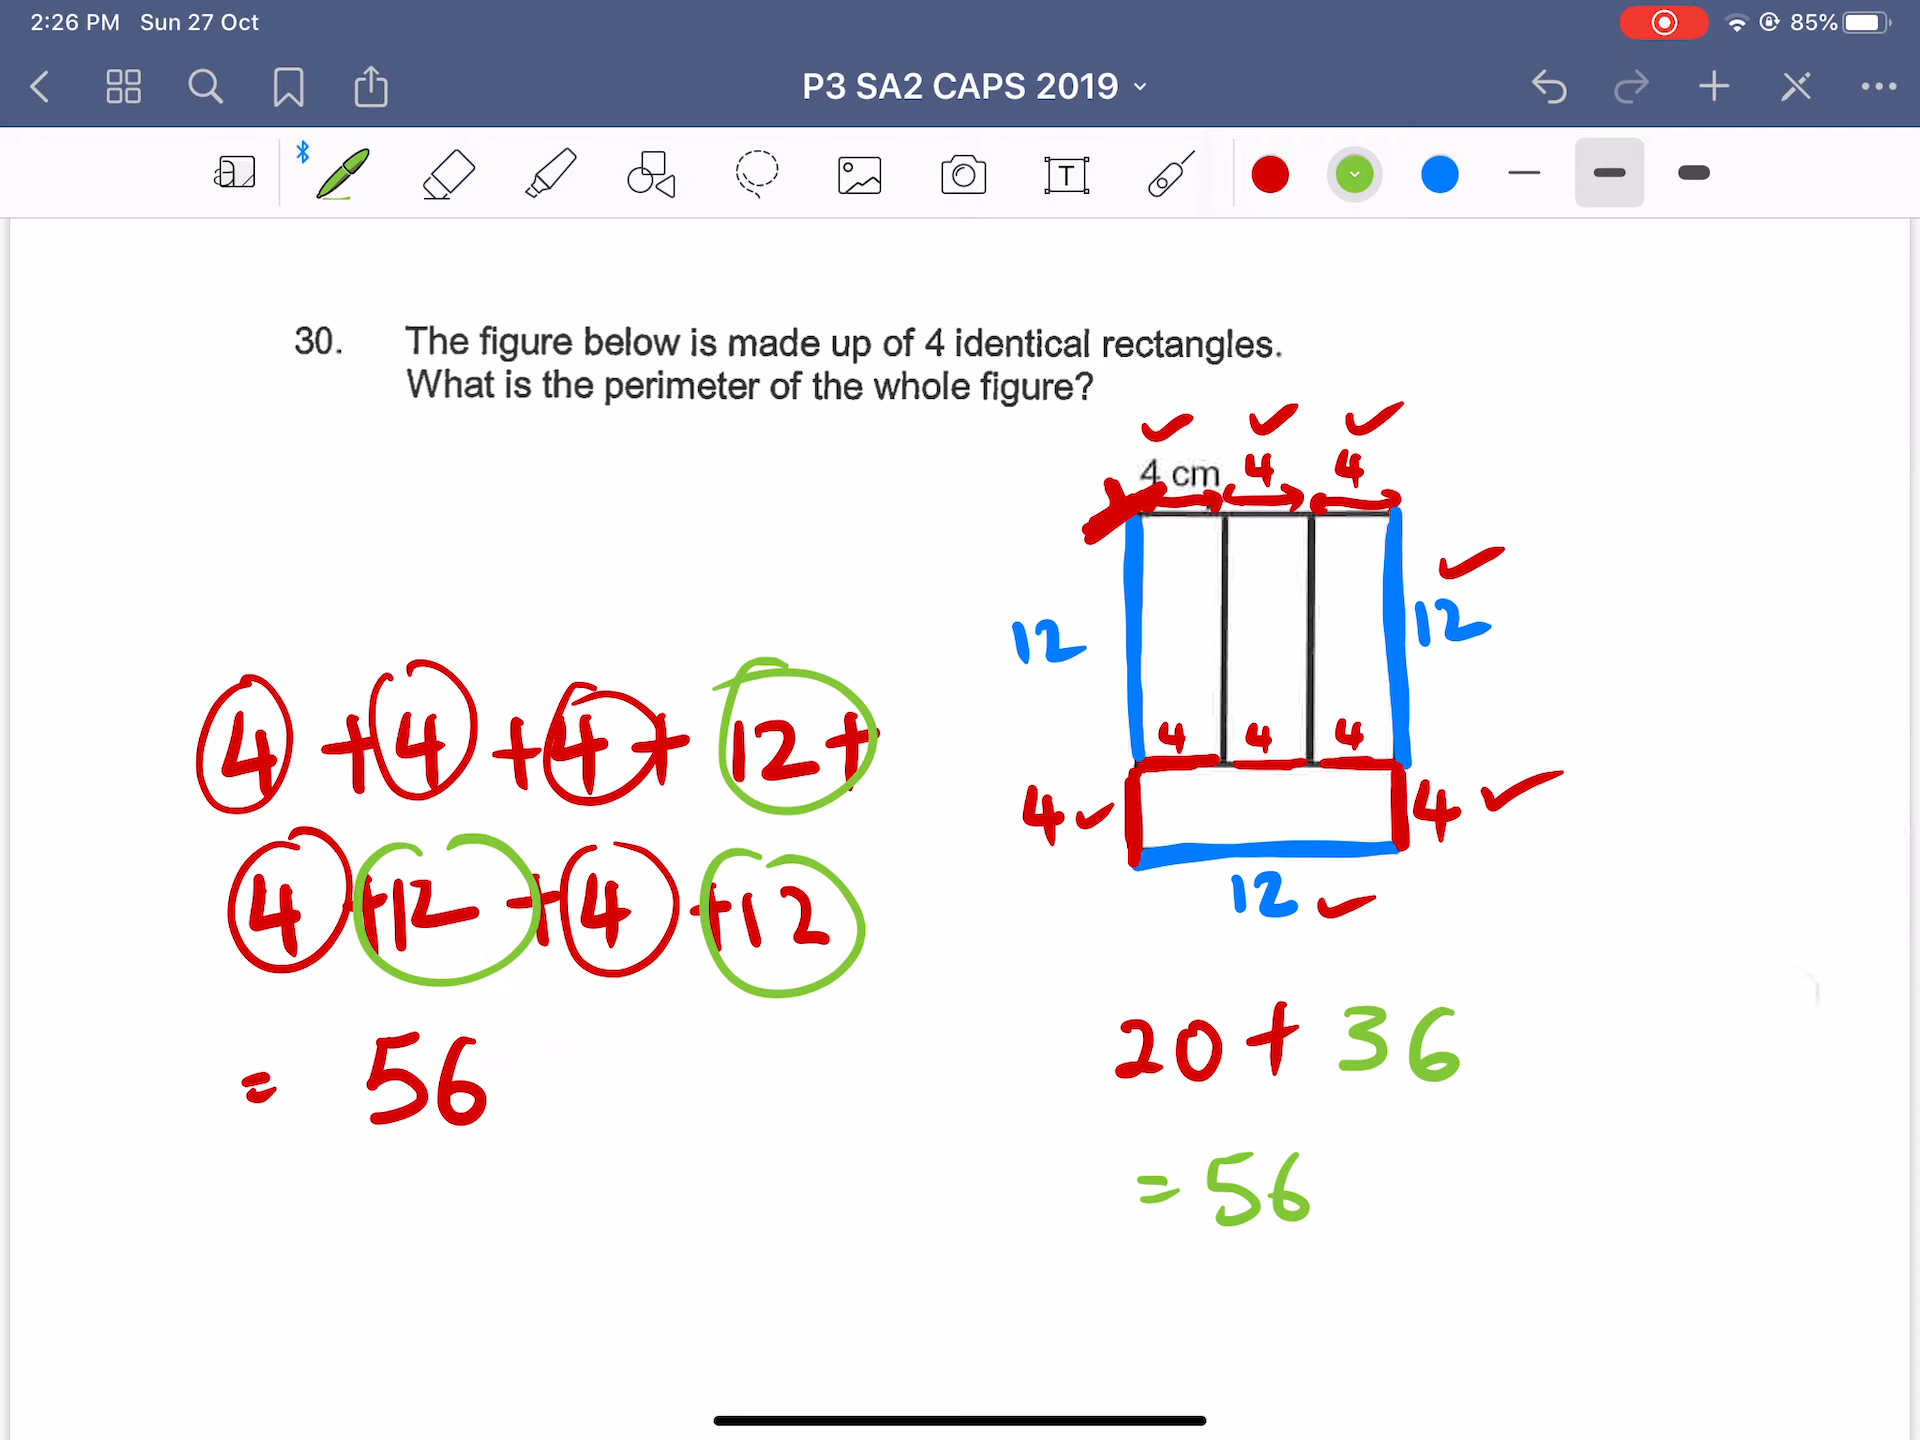 2:26 PM Sun 27 Oct
85%
P3 SA2 CAPS 2019
T
30. The figure below is made up of 4 identical rectangles.
What is the perimeter of the whole figure?
4 cm 4 4
12 12
4 4 4
4 4
12
4 + 4 + 4 + 12 +
4 + 12 + 4 + 12
= 56
20 + 36
= 56